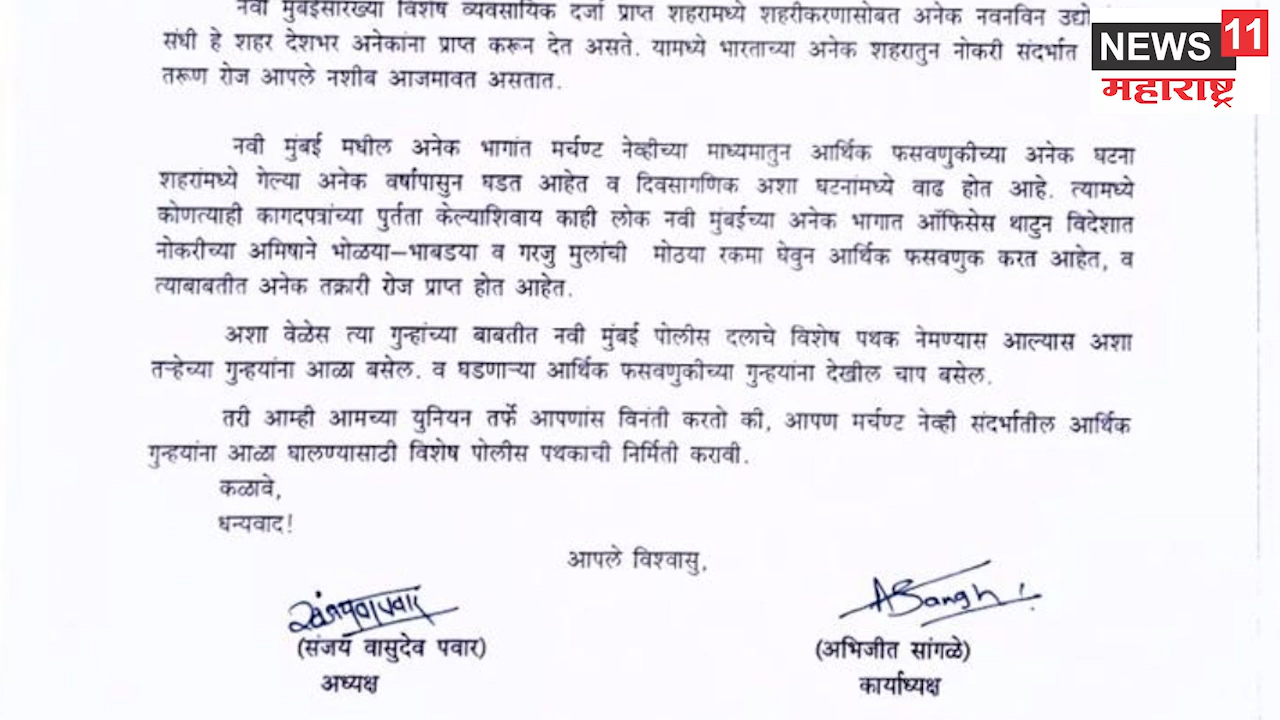 नवी मुंबईसारख्या विशेष व्यवसायिक दर्जा प्राप्त शहरामध्ये शहरीकरणासोबत अनेक नवनविन
संधी हे शहर देशभर अनेकांना प्राप्त करून देत असते. यामध्ये भारताच्या अनेक शहरातुन नोकरी संदर्भात
तरूण रोज आपले नशीब आजमावत असतात.
NEWS 11
महाराष्ट्र
नवी मुंबई मधील अनेक भागांत मर्चण्ट नेव्हीच्या माध्यमातुन आर्थिक फसवणुकीच्या अनेक घटना
शहरांमध्ये गेल्या अनेक वर्षापासुन घडत आहेत व दिवसागणिक अशा घटनांमध्ये वाढ होत आहे. त्यामध्ये
कोणत्याही कागदपत्रांच्या पुर्तता केल्याशिवाय काही लोक नवी मुंबईच्या अनेक भागात ऑफिसेस थाटुन विदेशात
नोकरीच्या अमिषाने भोळया–भाबडया व गरजु मुलांची मोठया रकमा घेवुन आर्थिक फसवणुक करत आहेत, व
त्याबाबतीत अनेक तक्रारी रोज प्राप्त होत आहेत.
अशा वेळेस त्या गुन्हांच्या बाबतीत नवी मुंबई पोलीस दलाचे विशेष पथक नेमण्यास आल्यास अशा
तऱ्हेच्या गुन्हयांना आळा बसेल. व घडणाऱ्या आर्थिक फसवणुकीच्या गुन्हयांना देखील चाप बसेल.
तरी आम्ही आमच्या युनियन तर्फे आपणांस विनंती करतो की, आपण मर्चण्ट नेव्ही संदर्भातील आर्थिक
गुन्हयांना आळा घालण्यासाठी विशेष पोलीस पथकाची निर्मिती करावी.
कळावे,
धन्यवाद!
आपले विश्वासु,
(संजय वासुदेव पवार) (अभिजीत सांगळे)
अध्यक्ष कार्याध्यक्ष